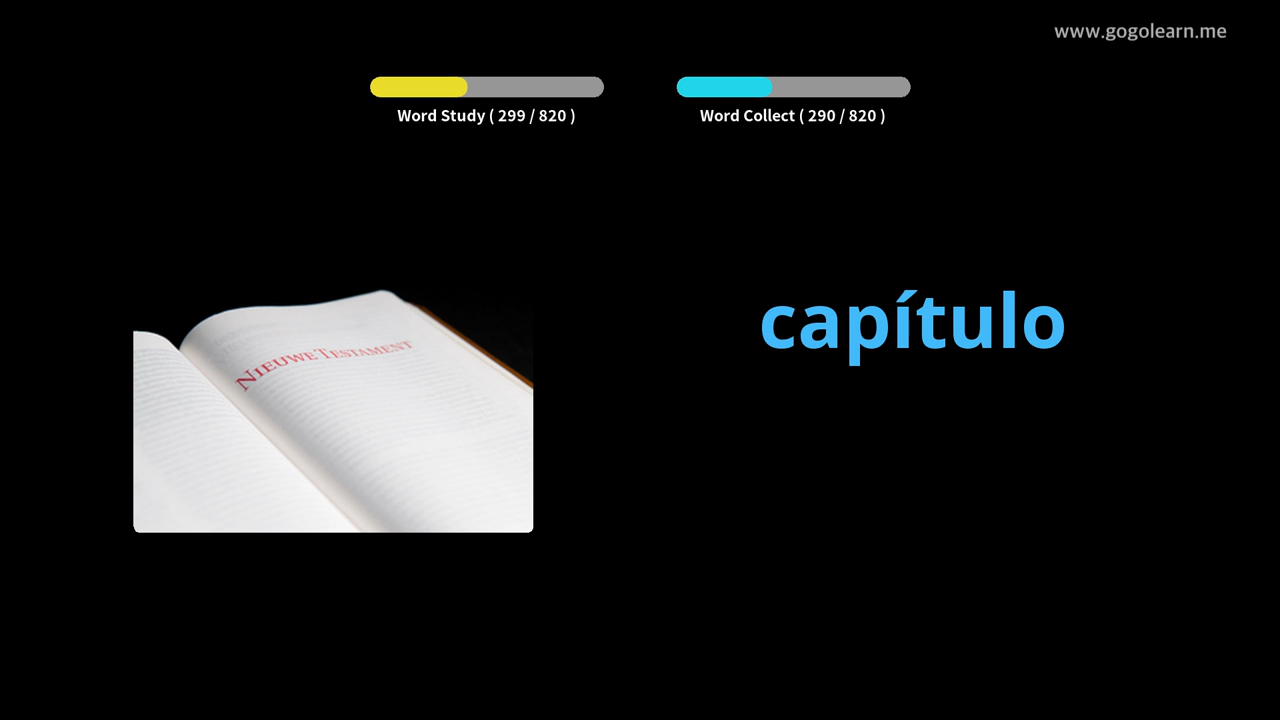 www.gogolearn.me
Word Study ( 299 / 820 )
Word Collect ( 290 / 820 )
NIEUWE TESTAMENT
capítulo